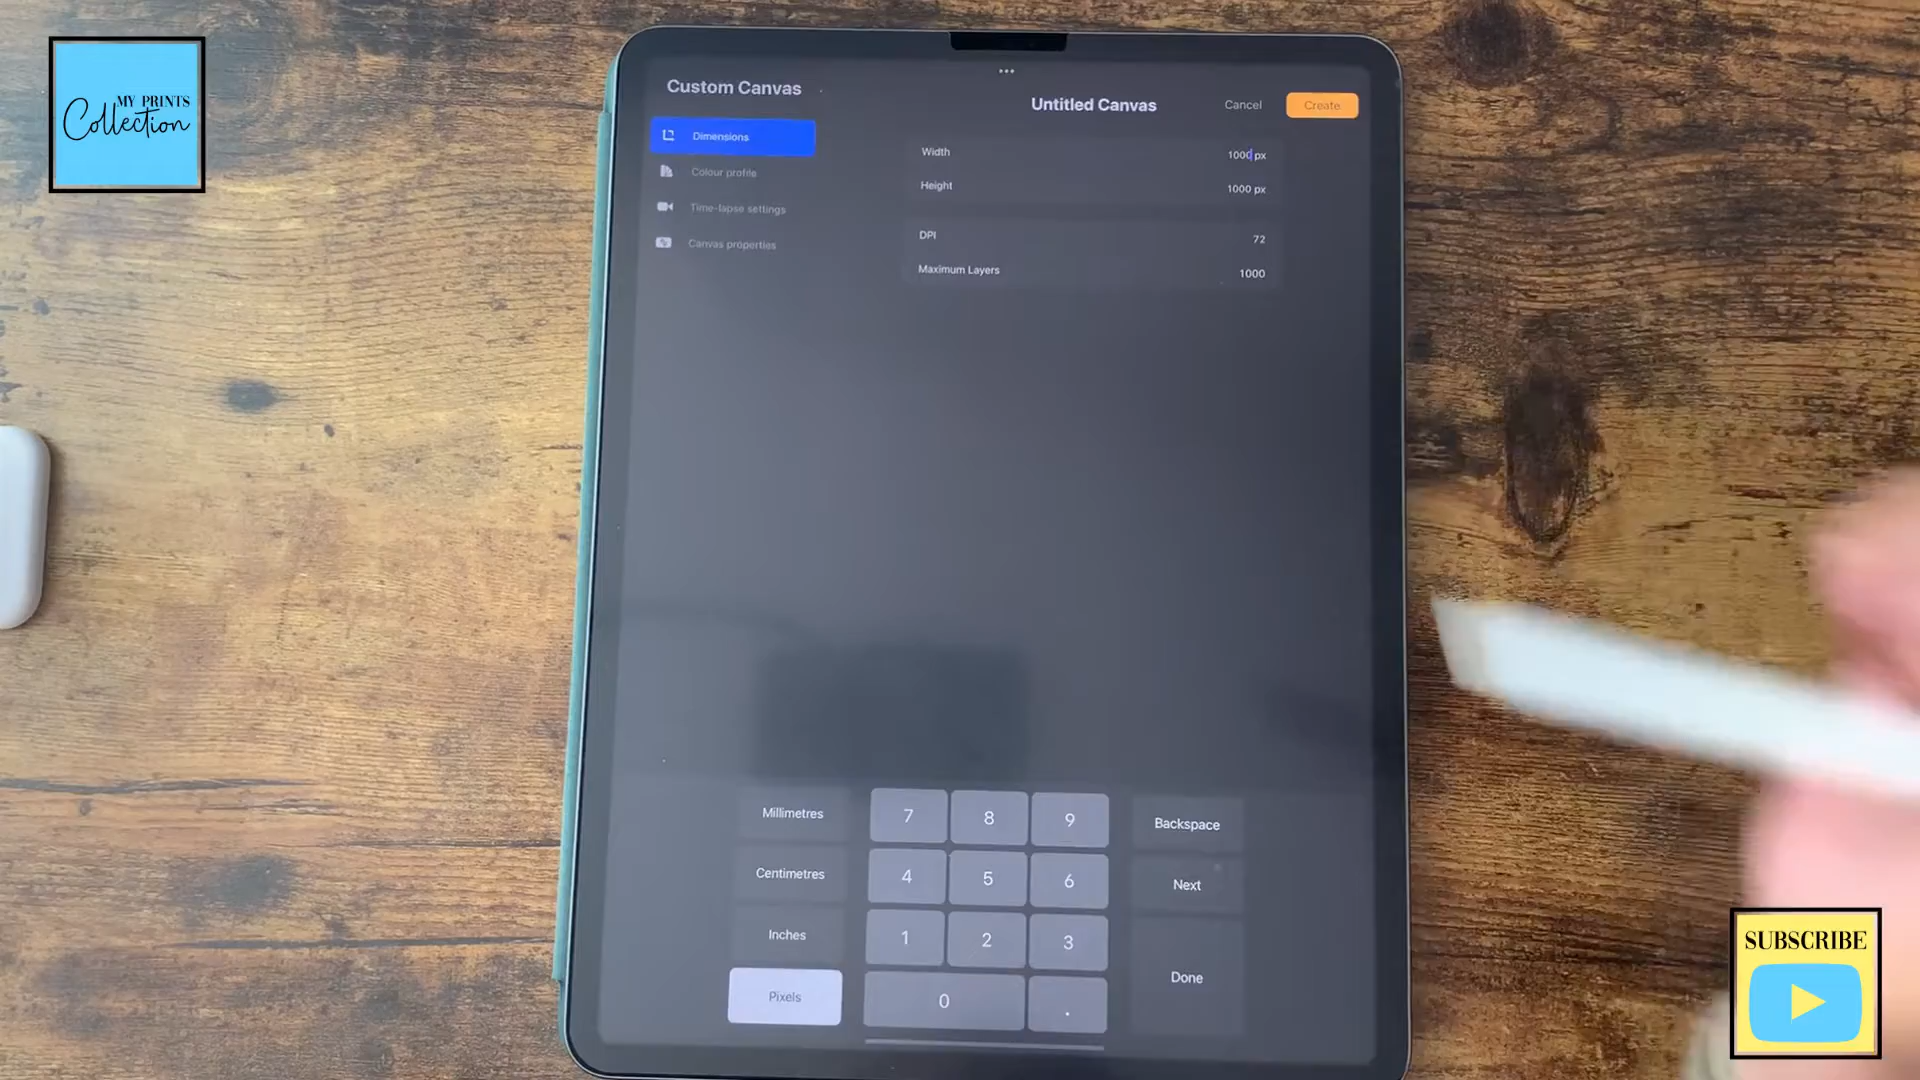 MY PRINTS
Collection
Custom Canvas
Untitled Canvas
Cancel
Create
Dimensions
Colour profile
Time-lapse settings
Canvas properties
Width 1000 px
Height 1000 px
DPI 72
Maximum Layers 1000
Millimetres 7 8 9 Backspace
Centimetres 4 5 6 Next
Inches 1 2 3
Pixels 0 . Done
SUBSCRIBE